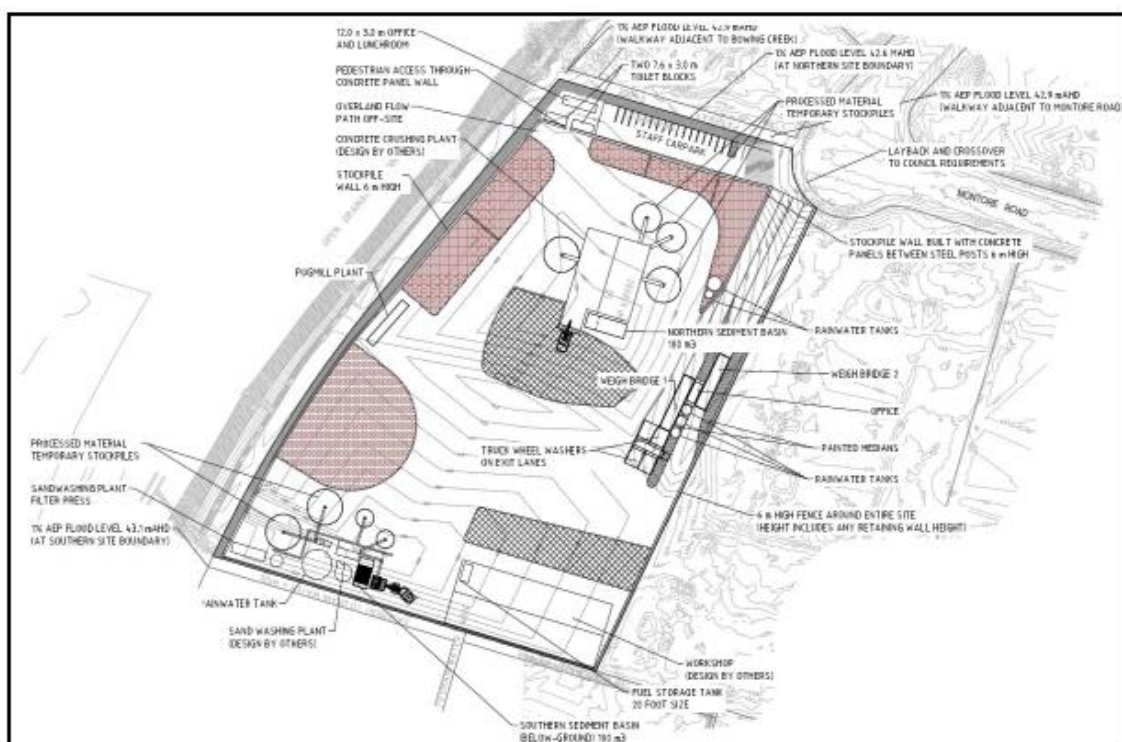 12.0 x 3.0 m OFFICE
AND LUNCHROOM
PEDESTRIAN ACCESS THROUGH
CONCRETE PANEL WALL
OVERLAND FLOW
PATH OFF-SITE
CONCRETE CRUSHING PLANT
(DESIGN BY OTHERS)
STOCKPILE
WALL 6 m HIGH
PUGMILL PLANT
1% AEP FLOOD LEVEL 42.9 mAHD
(WALKWAY ADJACENT TO BOWING CREEK)
TWO 7.6 x 3.0 m
TOILET BLOCKS
1% AEP FLOOD LEVEL 42.6 mAHD
(AT NORTHERN SITE BOUNDARY)
PROCESSED MATERIAL
TEMPORARY STOCKPILES
1% AEP FLOOD LEVEL 42.9 mAHD
(WALKWAY ADJACENT TO MONTORE ROAD)
STAFF CARPARK
LAYBACK AND CROSSOVER
TO COUNCIL REQUIREMENTS
MONTORE ROAD
STOCKPILE WALL BUILT WITH CONCRETE
PANELS BETWEEN STEEL POSTS 6 m HIGH
RAINWATER TANKS
NORTHERN SEDIMENT BASIN
180 m3
WEIGH BRIDGE 1
WEIGH BRIDGE 2
OFFICE
PAINTED MEDIANS
TRUCK WHEEL WASHERS
ON EXIT LANES
RAINWATER TANKS
6 m HIGH FENCE AROUND ENTIRE SITE
(HEIGHT INCLUDES ANY RETAINING WALL HEIGHT)
PROCESSED MATERIAL
TEMPORARY STOCKPILES
SANDWASHING PLANT
FILTER PRESS
1% AEP FLOOD LEVEL 43.1 mAHD
(AT SOUTHERN SITE BOUNDARY)
AINWATER TANK
SAND WASHING PLANT
(DESIGN BY OTHERS)
WORKSHOP
(DESIGN BY OTHERS)
FUEL STORAGE TANK
20 FOOT SIZE
SOUTHERN SEDIMENT BASIN
(BELOW-GROUND) 180 m3